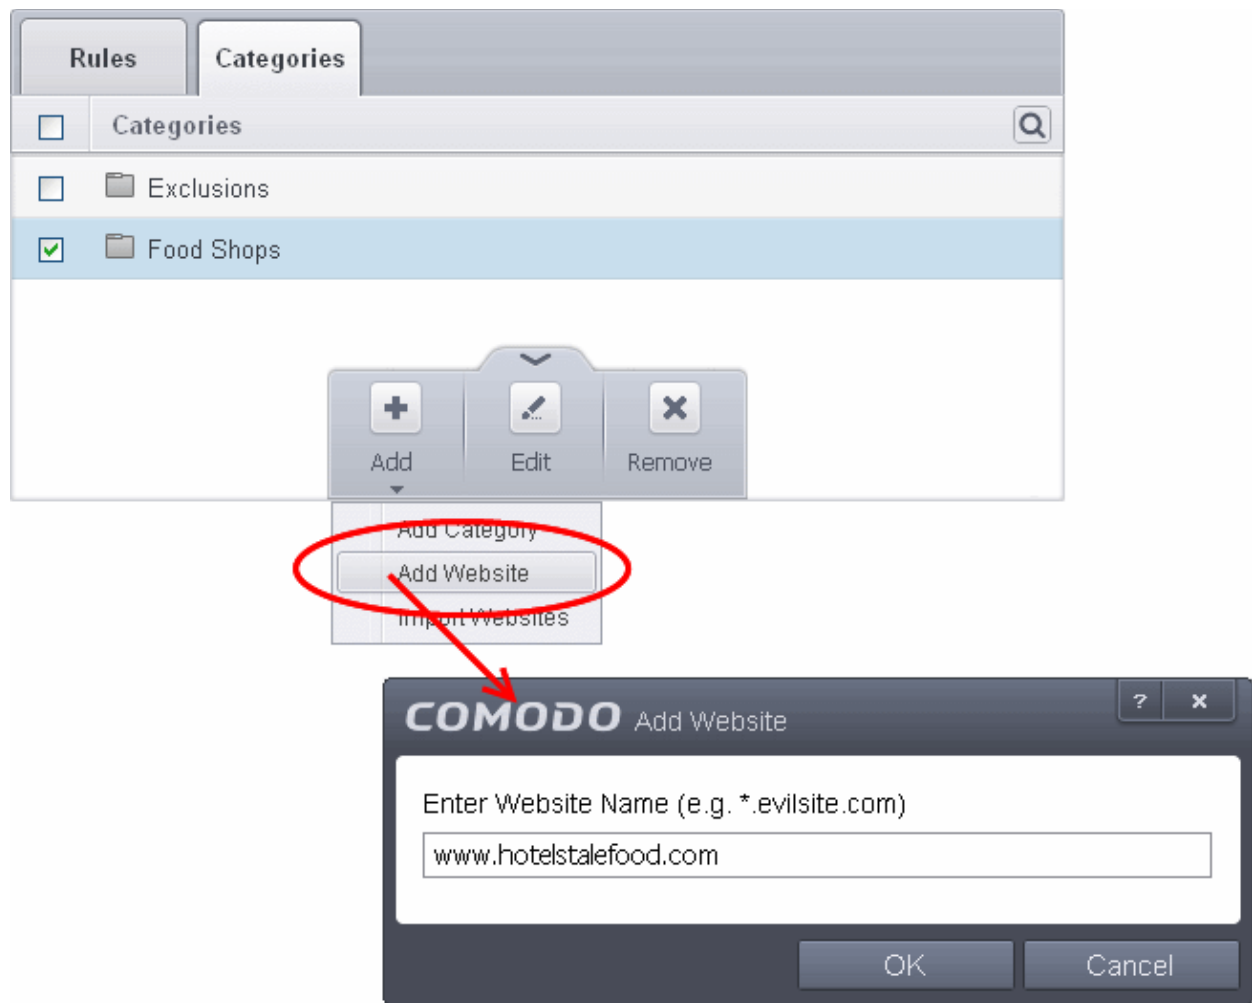 Rules Categories
Categories
Exclusions
Food Shops
Add Edit Remove
Add Category
Add Website
Import Websites
COMODO Add Website ? x
Enter Website Name (e.g. *.evilsite.com)
www.hotelstalefood.com
OK Cancel